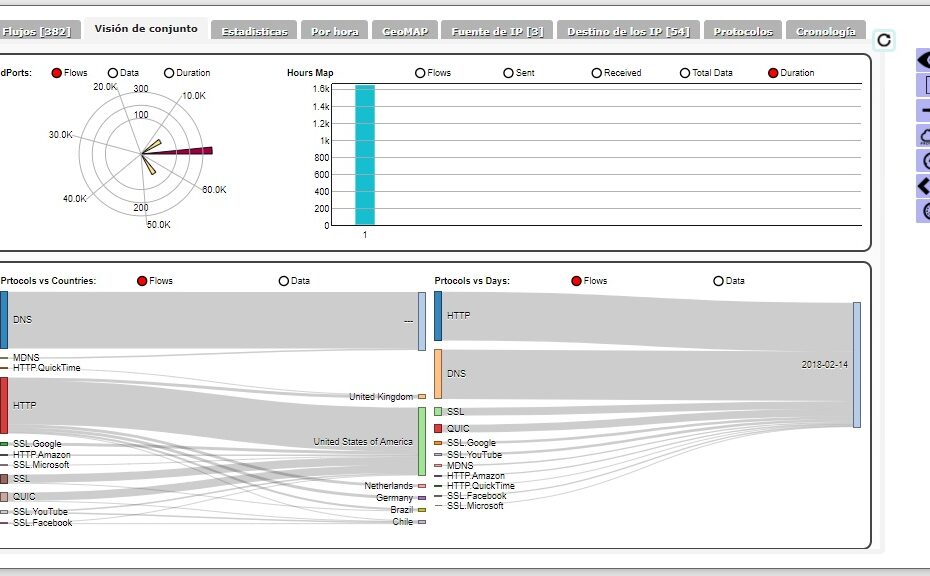 Flujos [382] Visión de conjunto Estadisticas Por hora GeoMAP Fuente de IP [3] Destino de los IP [54] Protocolos Cronología
dPorts: Flows Data Duration
Hours Map Flows Sent Received Total Data Duration
20.0K 300 10.0K
100
30.0K
60.0K
40.0K
200
50.0K
1.6k
1.4k
1.2k
1k
800
600
400
200
0
1
Prtocols vs Countries: Flows Data
DNS
MDNS
HTTP.QuickTime
HTTP
SSL.Google
HTTP.Amazon
SSL.Microsoft
SSL
QUIC
SSL.YouTube
SSL.Facebook
---
United Kingdom
United States of America
Netherlands
Germany
Brazil
Chile
Prtocols vs Days: Flows Data
HTTP
DNS
SSL
QUIC
SSL.Google
SSL.YouTube
MDNS
HTTP.Amazon
HTTP.QuickTime
SSL.Facebook
SSL.Microsoft
2018-02-14